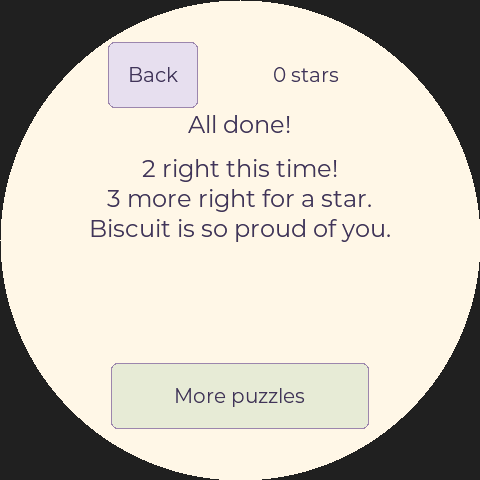 Back
0 stars
All done!
2 right this time!
3 more right for a star.
Biscuit is so proud of you.
More puzzles